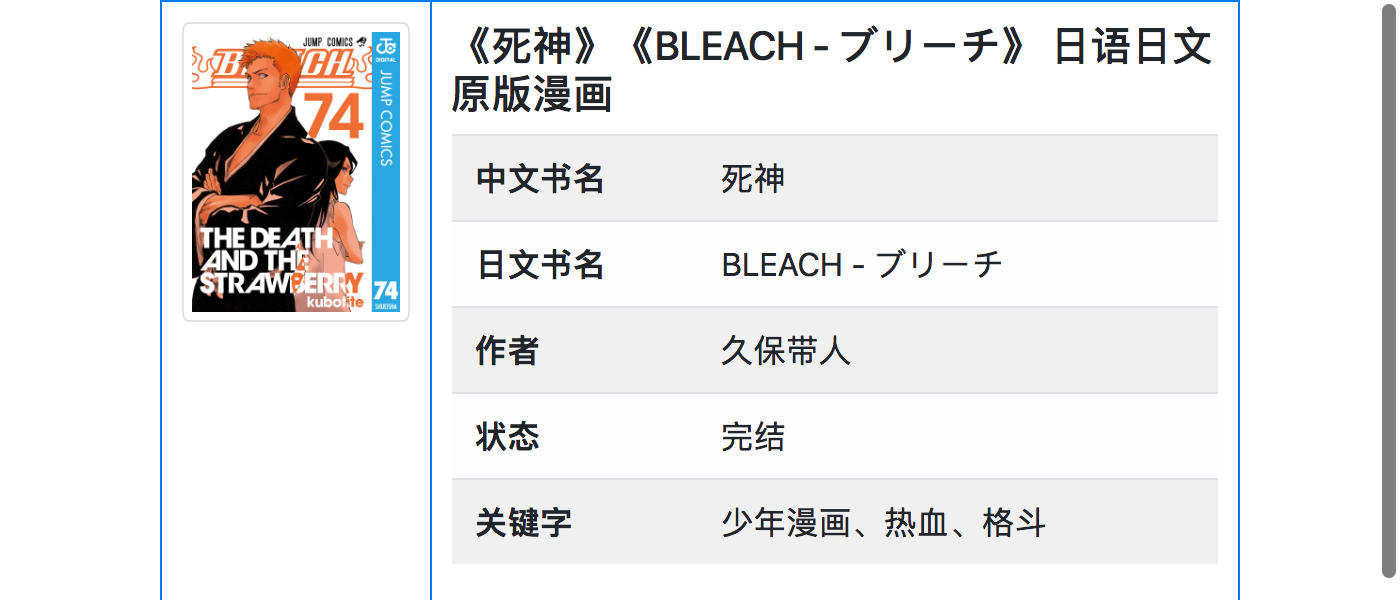 JUMP COMICS
BLEACH
74
DIGITAL
JUMP COMICS
THE DEATH
AND THE
STRAWBERRY
kubotite
74
SHUEISHA
《死神》《BLEACH - ブリーチ》 日语日文
原版漫画
中文书名 死神
日文书名 BLEACH - ブリーチ
作者 久保带人
状态 完结
关键字 少年漫画、热血、格斗